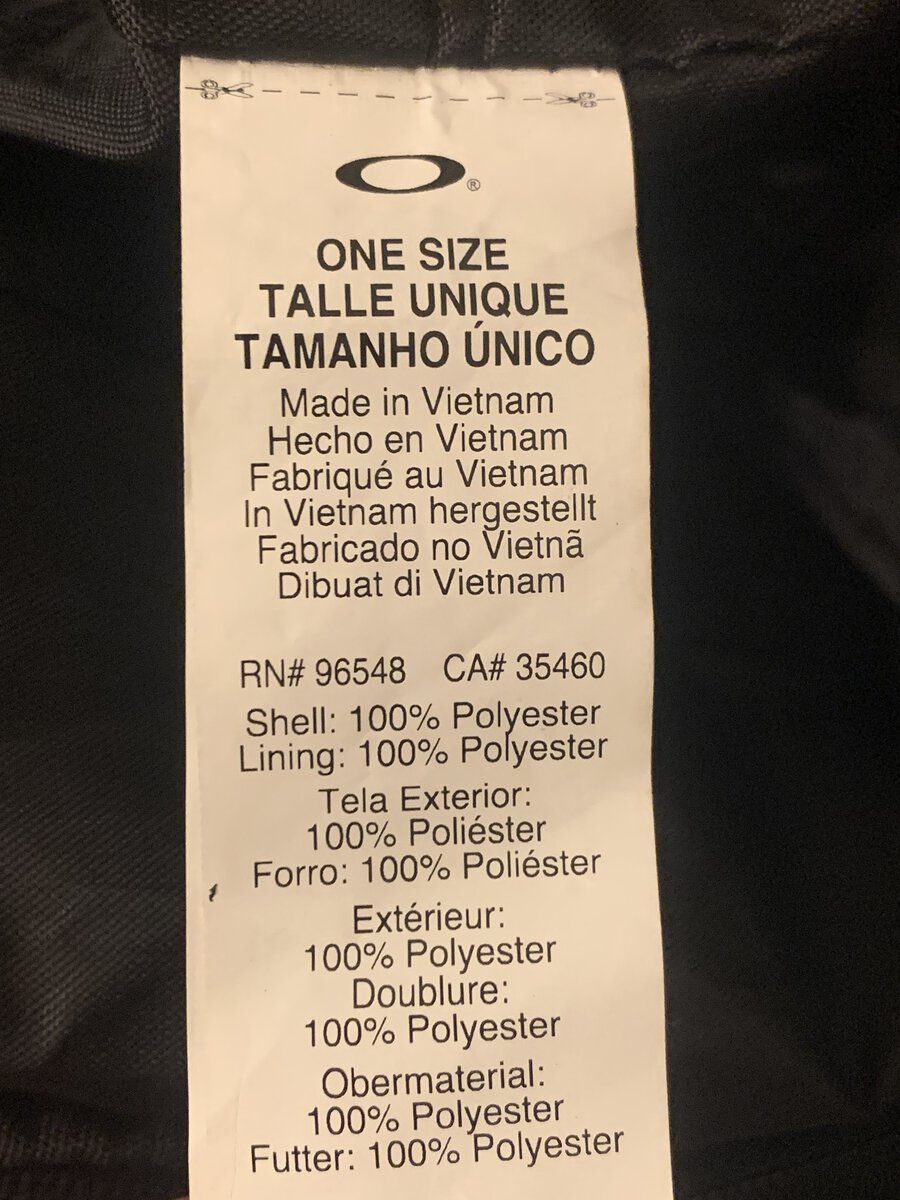 ®
ONE SIZE
TALLE UNIQUE
TAMANHO ÚNICO
Made in Vietnam
Hecho en Vietnam
Fabriqué au Vietnam
In Vietnam hergestellt
Fabricado no Vietnã
Dibuat di Vietnam
RN# 96548 CA# 35460
Shell: 100% Polyester
Lining: 100% Polyester
Tela Exterior:
100% Poliéster
Forro: 100% Poliéster
Extérieur:
100% Polyester
Doublure:
100% Polyester
Obermaterial:
100% Polyester
Futter: 100% Polyester